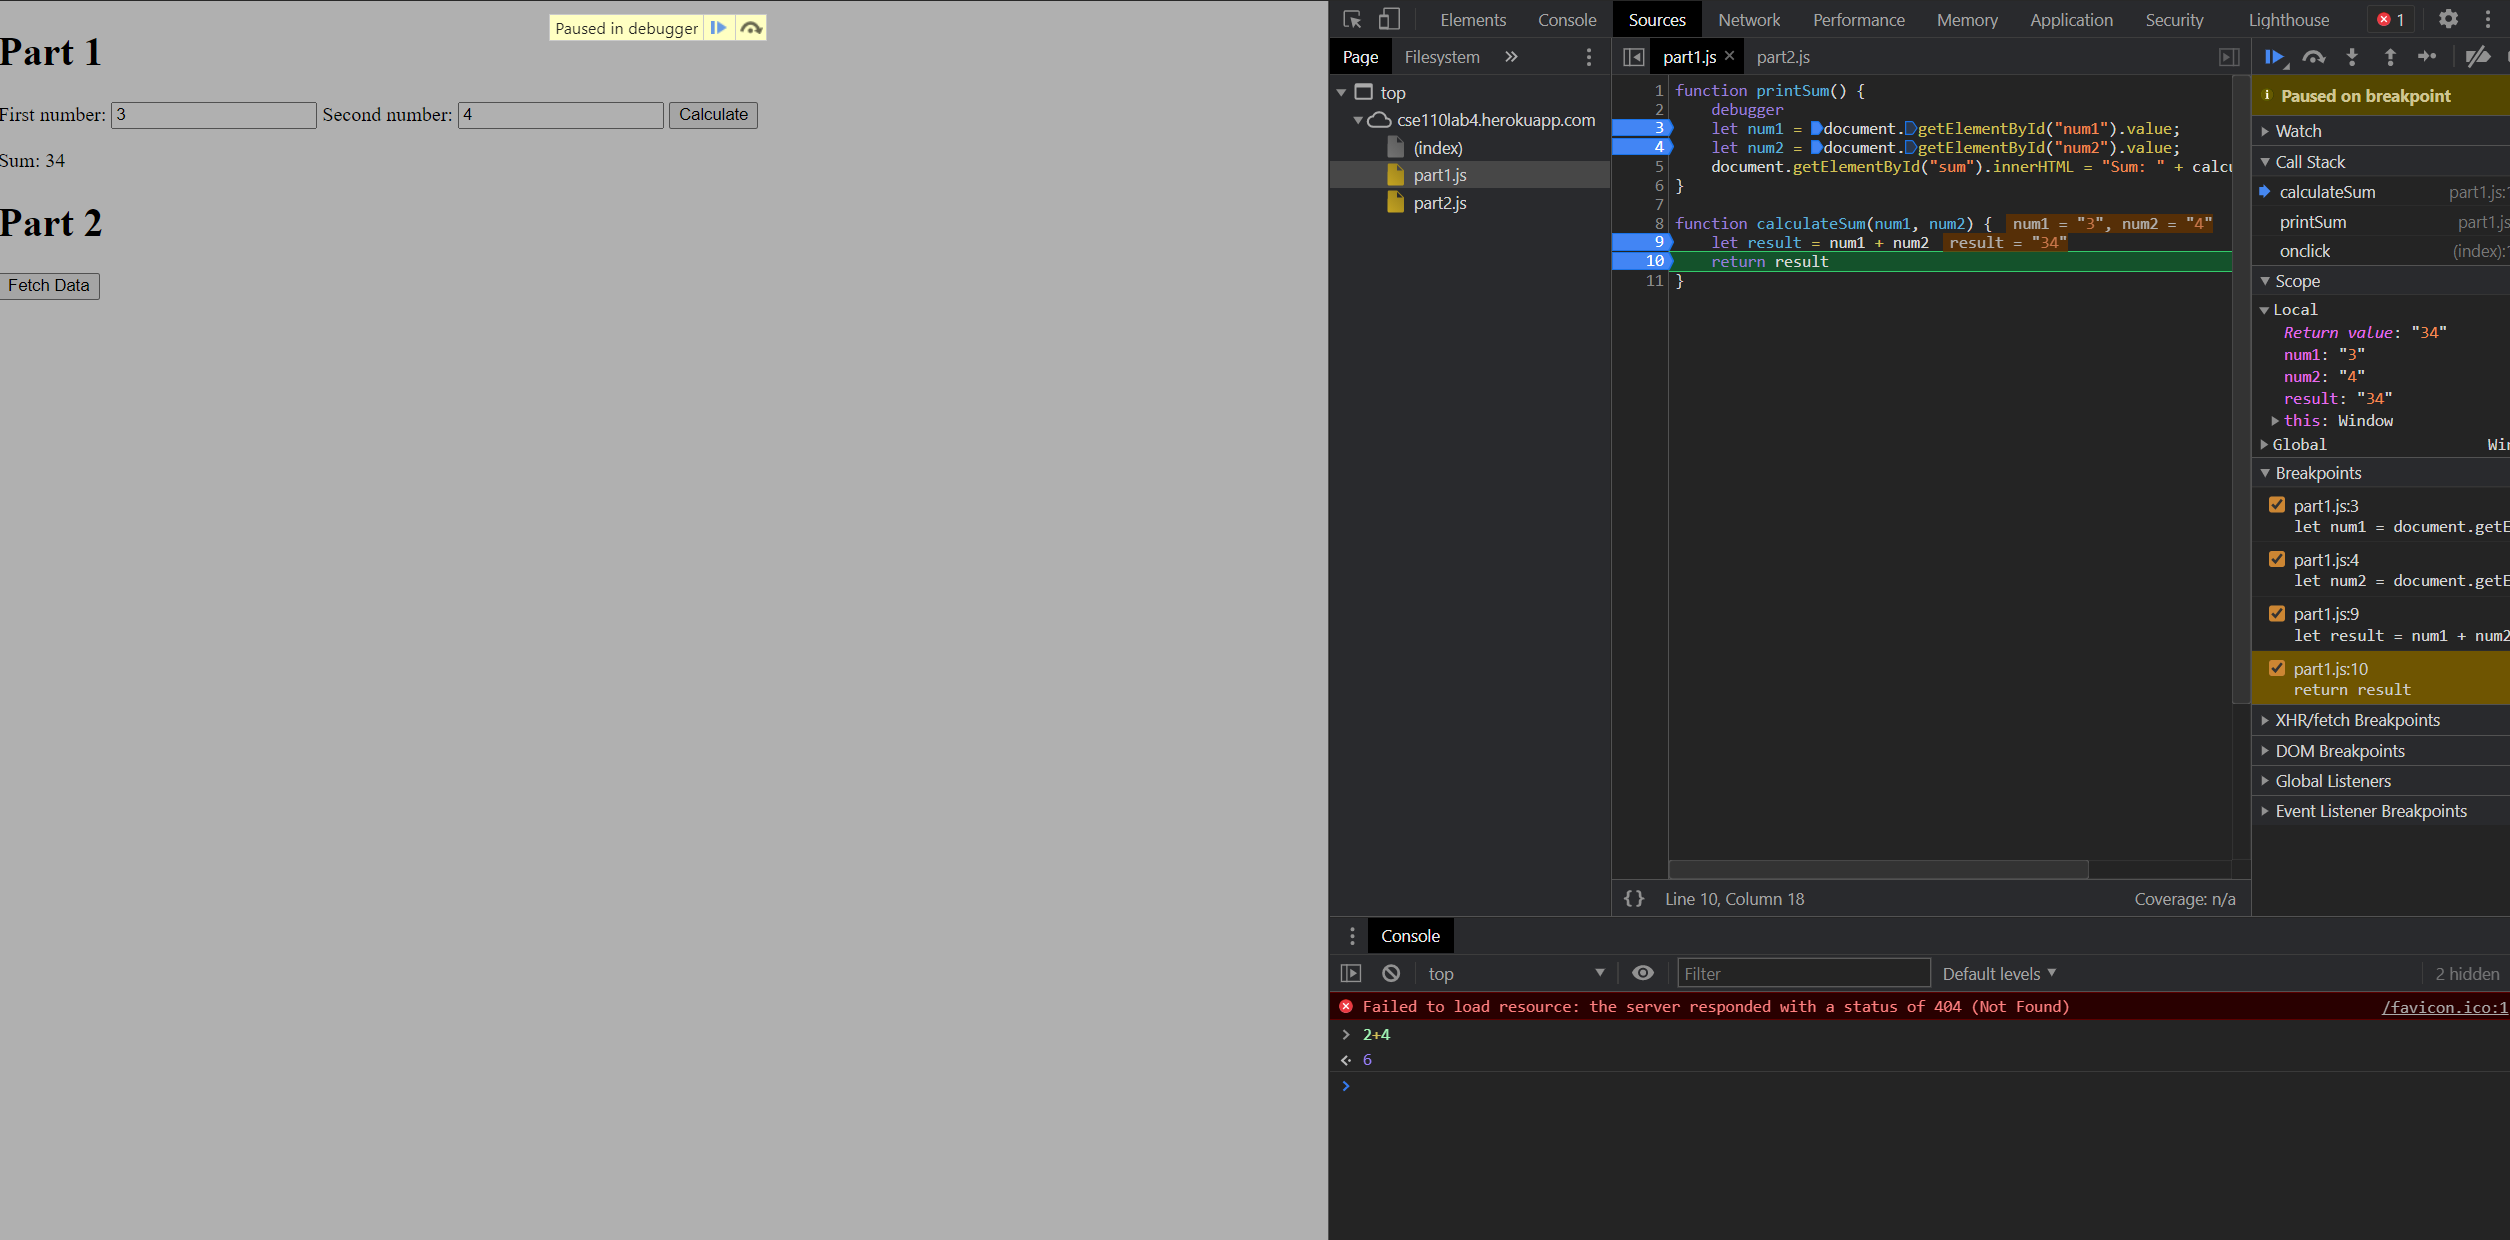 Paused in debugger
Part 1
First number: 3 Second number: 4 Calculate
Sum: 34
Part 2
Fetch Data
Elements Console Sources Network Performance Memory Application Security Lighthouse 1
Page Filesystem
top
cse110lab4.herokuapp.com
(index)
part1.js
part2.js
part1.js part2.js
1 function printSum() {
2 debugger
3 let num1 = document.getElementById("num1").value;
4 let num2 = document.getElementById("num2").value;
5 document.getElementById("sum").innerHTML = "Sum: " + calcu
6 }
7
8 function calculateSum(num1, num2) { num1 = "3", num2 = "4"
9 let result = num1 + num2 result = "34"
10 return result
11 }
{} Line 10, Column 18 Coverage: n/a
Paused on breakpoint
Watch
Call Stack
calculateSum part1.js:
printSum part1.js
onclick (index):
Scope
Local
Return value: "34"
num1: "3"
num2: "4"
result: "34"
this: Window
Global Win
Breakpoints
part1.js:3
let num1 = document.getE
part1.js:4
let num2 = document.getE
part1.js:9
let result = num1 + num2
part1.js:10
return result
XHR/fetch Breakpoints
DOM Breakpoints
Global Listeners
Event Listener Breakpoints
Console
top Filter Default levels 2 hidden
Failed to load resource: the server responded with a status of 404 (Not Found) /favicon.ico:1
> 2+4
6
>